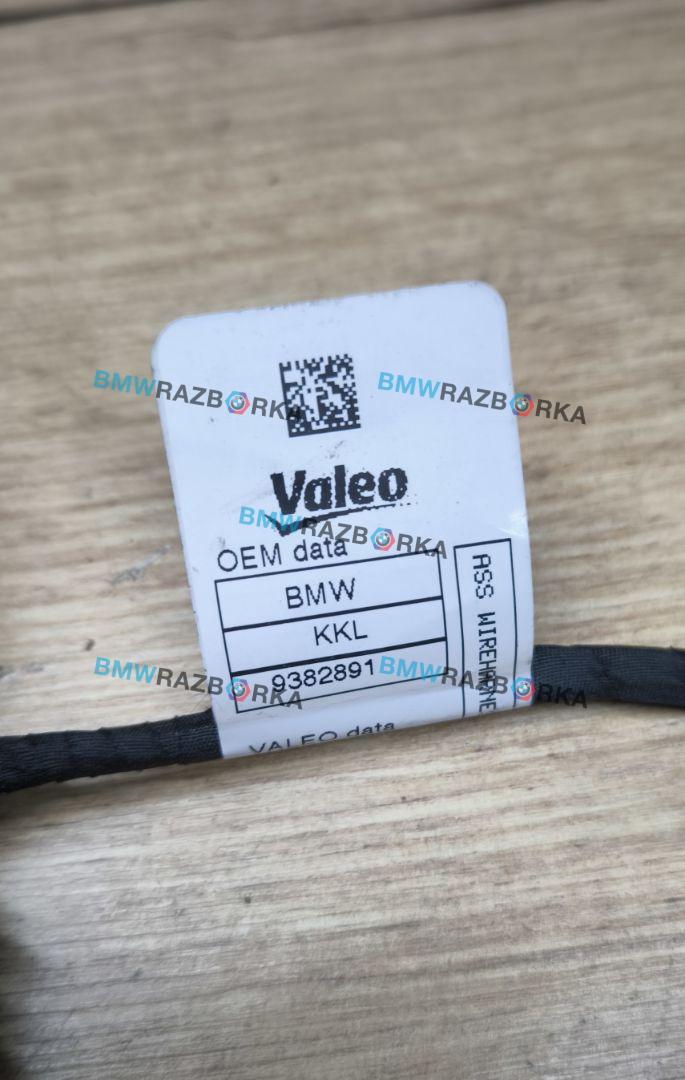 BMWRAZBORKA
BMWRAZBORKA
Valeo
BMWRAZBORKA
OEM data
BMW
KKL
9382891
ASS WIREHARNE
BMWRAZBORKA
BMWRAZBORKA
VALEO data